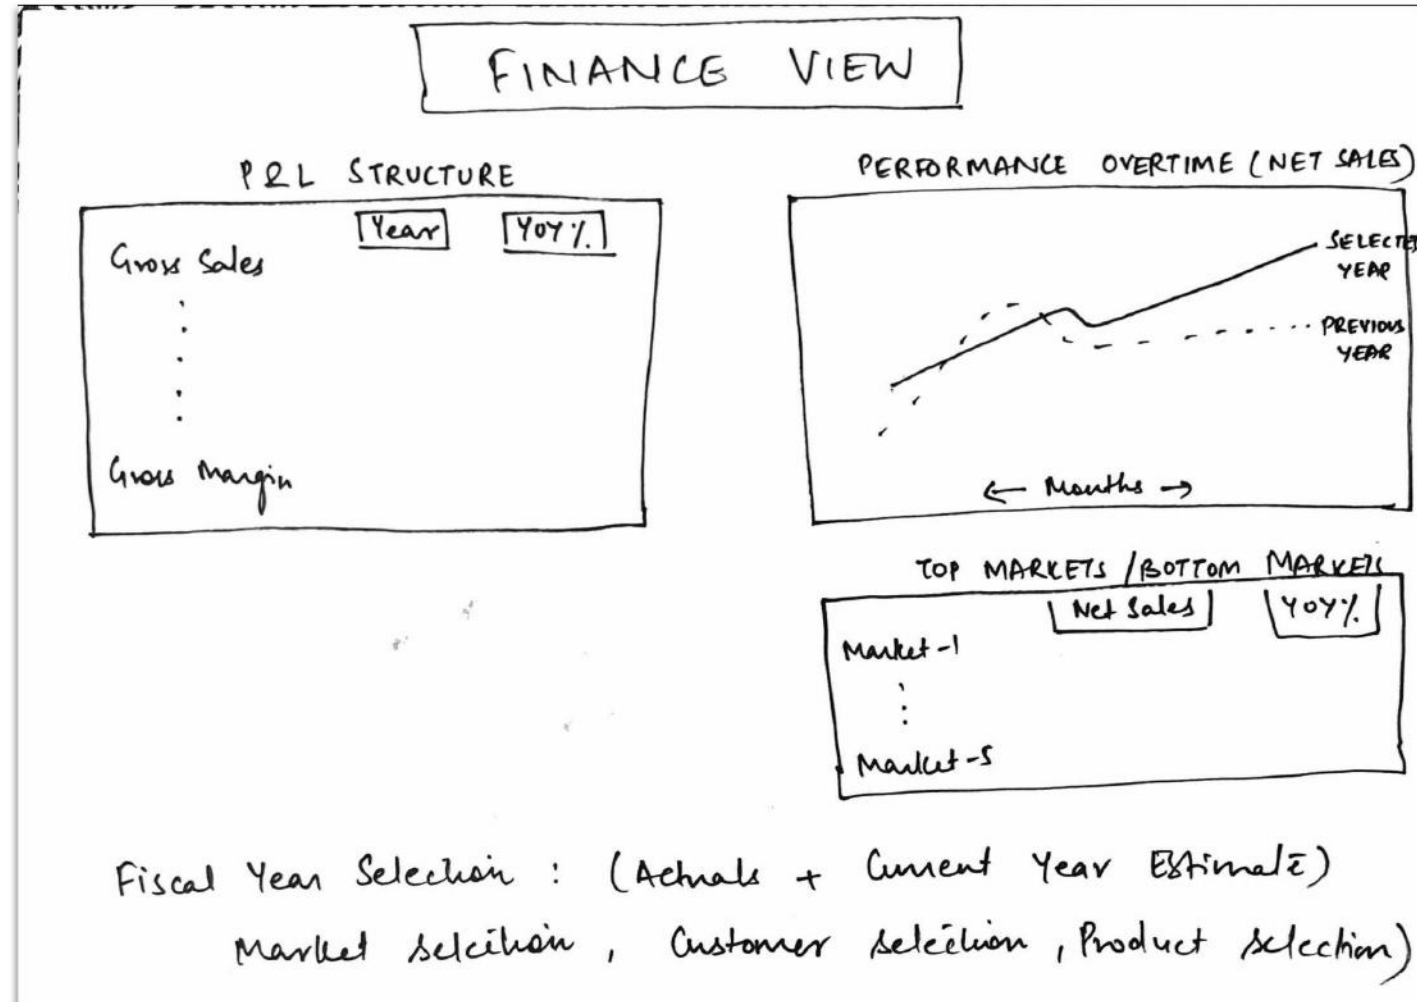 FINANCE VIEW
P&L STRUCTURE
Year YOY%
Gross Sales
Gross Margin
PERFORMANCE OVERTIME (NET SALES)
SELECTED
YEAR
PREVIOUS
YEAR
← Months →
TOP MARKETS / BOTTOM MARKETS
Net Sales YOY%
Market-1
Market-5
Fiscal Year Selection : (Actuals + Current Year Estimate)
Market selection, Customer selection, Product selection)